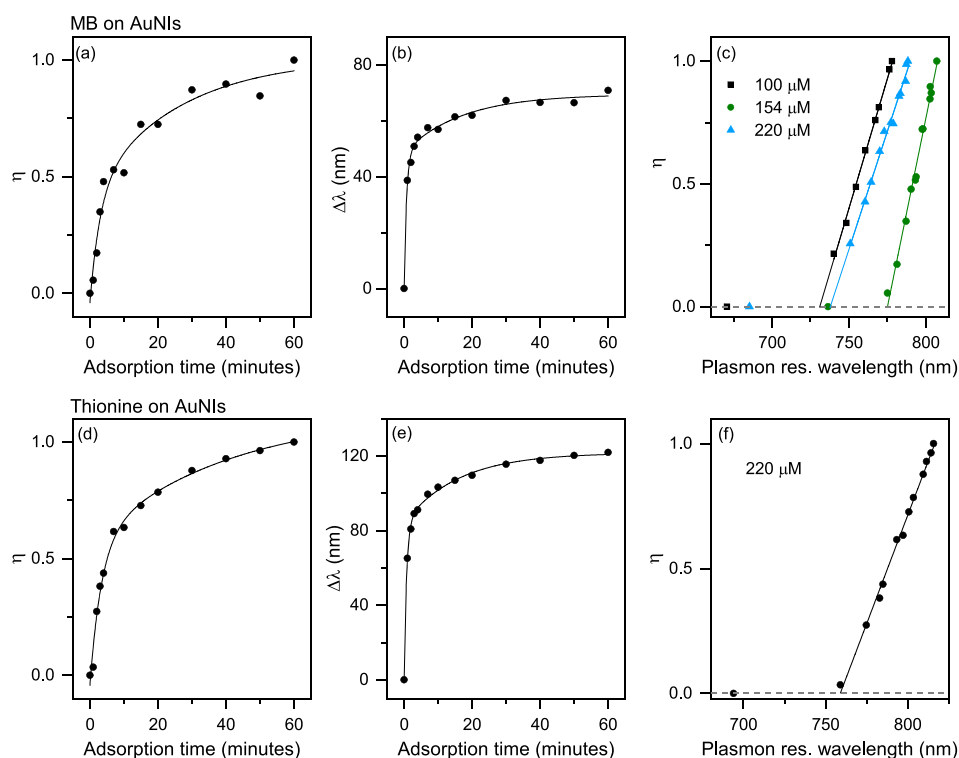 MB on AuNIs
(a)
1.0
0.5
0.0
η
0 20 40 60
Adsorption time (minutes)
(b)
80
40
0
Δλ (nm)
0 20 40 60
Adsorption time (minutes)
(c)
100 μM
154 μM
220 μM
1.0
0.5
0.0
η
700 750 800
Plasmon res. wavelength (nm)
Thionine on AuNIs
(d)
1.0
0.5
0.0
η
0 20 40 60
Adsorption time (minutes)
(e)
120
80
40
0
Δλ (nm)
0 20 40 60
Adsorption time (minutes)
(f)
220 μM
1.0
0.5
0.0
η
700 750 800
Plasmon res. wavelength (nm)